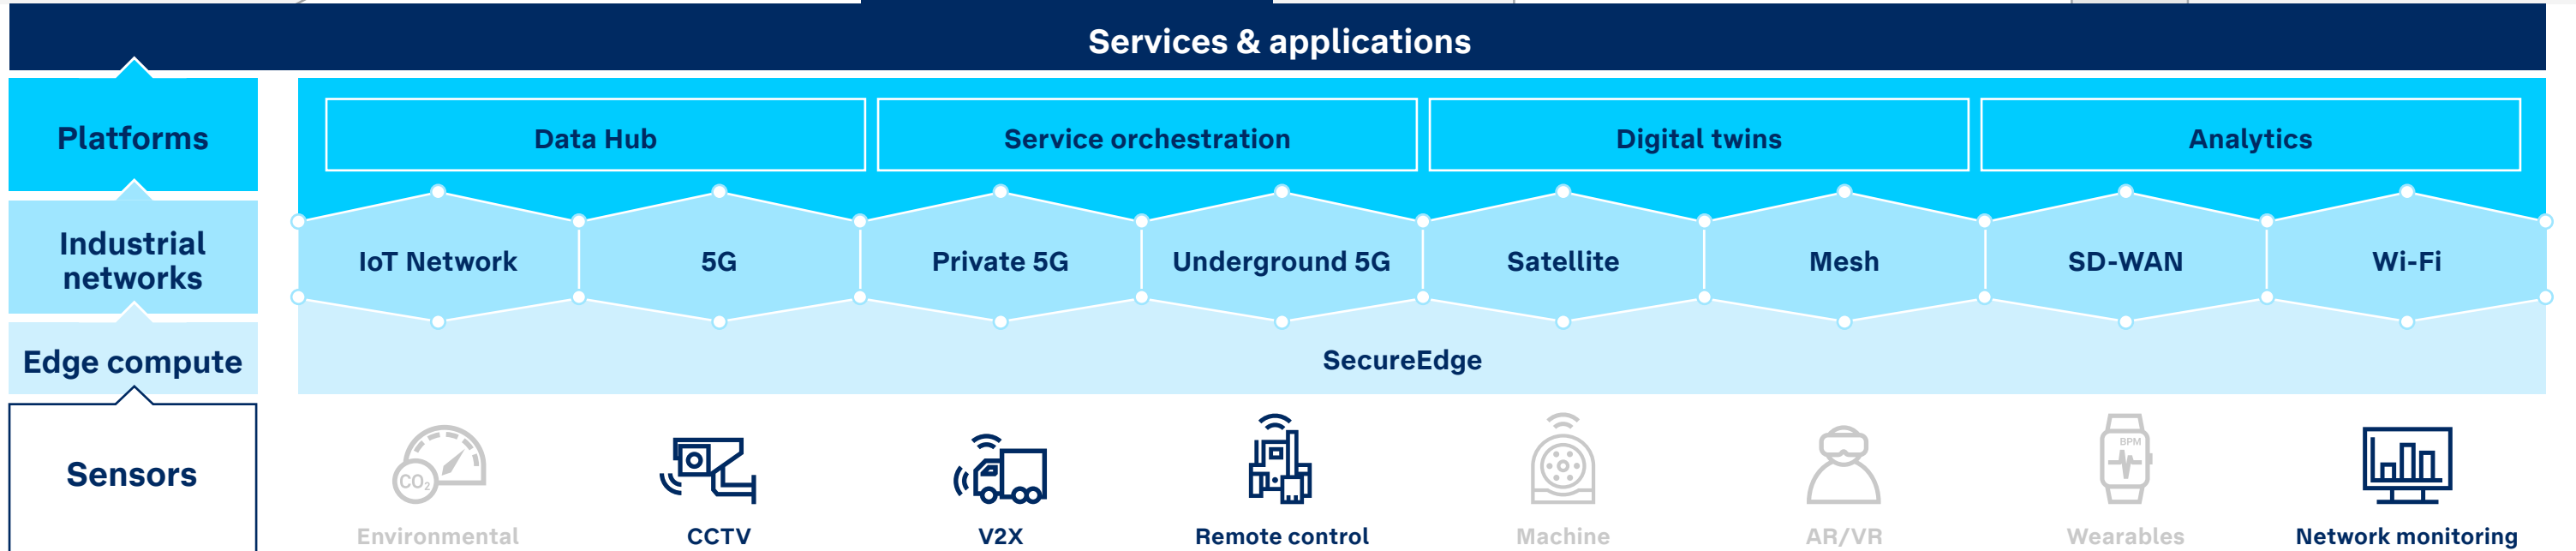 Services & applications
Platforms
Data Hub
Service orchestration
Digital twins
Analytics
Industrial
networks
IoT Network
5G
Private 5G
Underground 5G
Satellite
Mesh
SD-WAN
Wi-Fi
Edge compute
SecureEdge
Sensors
CO₂
BPM
Environmental
CCTV
V2X
Remote control
Machine
AR/VR
Wearables
Network monitoring